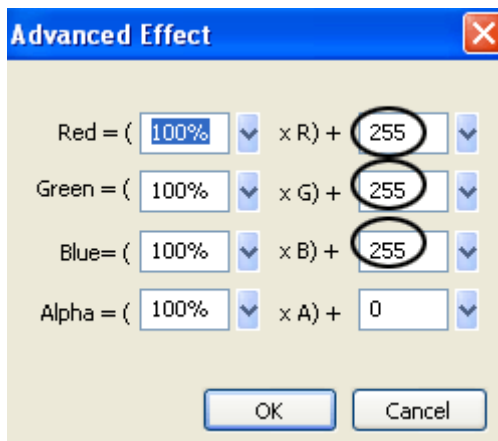 Advanced Effect
Red = ( 100% x R) + 255
Green = ( 100% x G) + 255
Blue= ( 100% x B) + 255
Alpha = ( 100% x A) + 0
OK Cancel